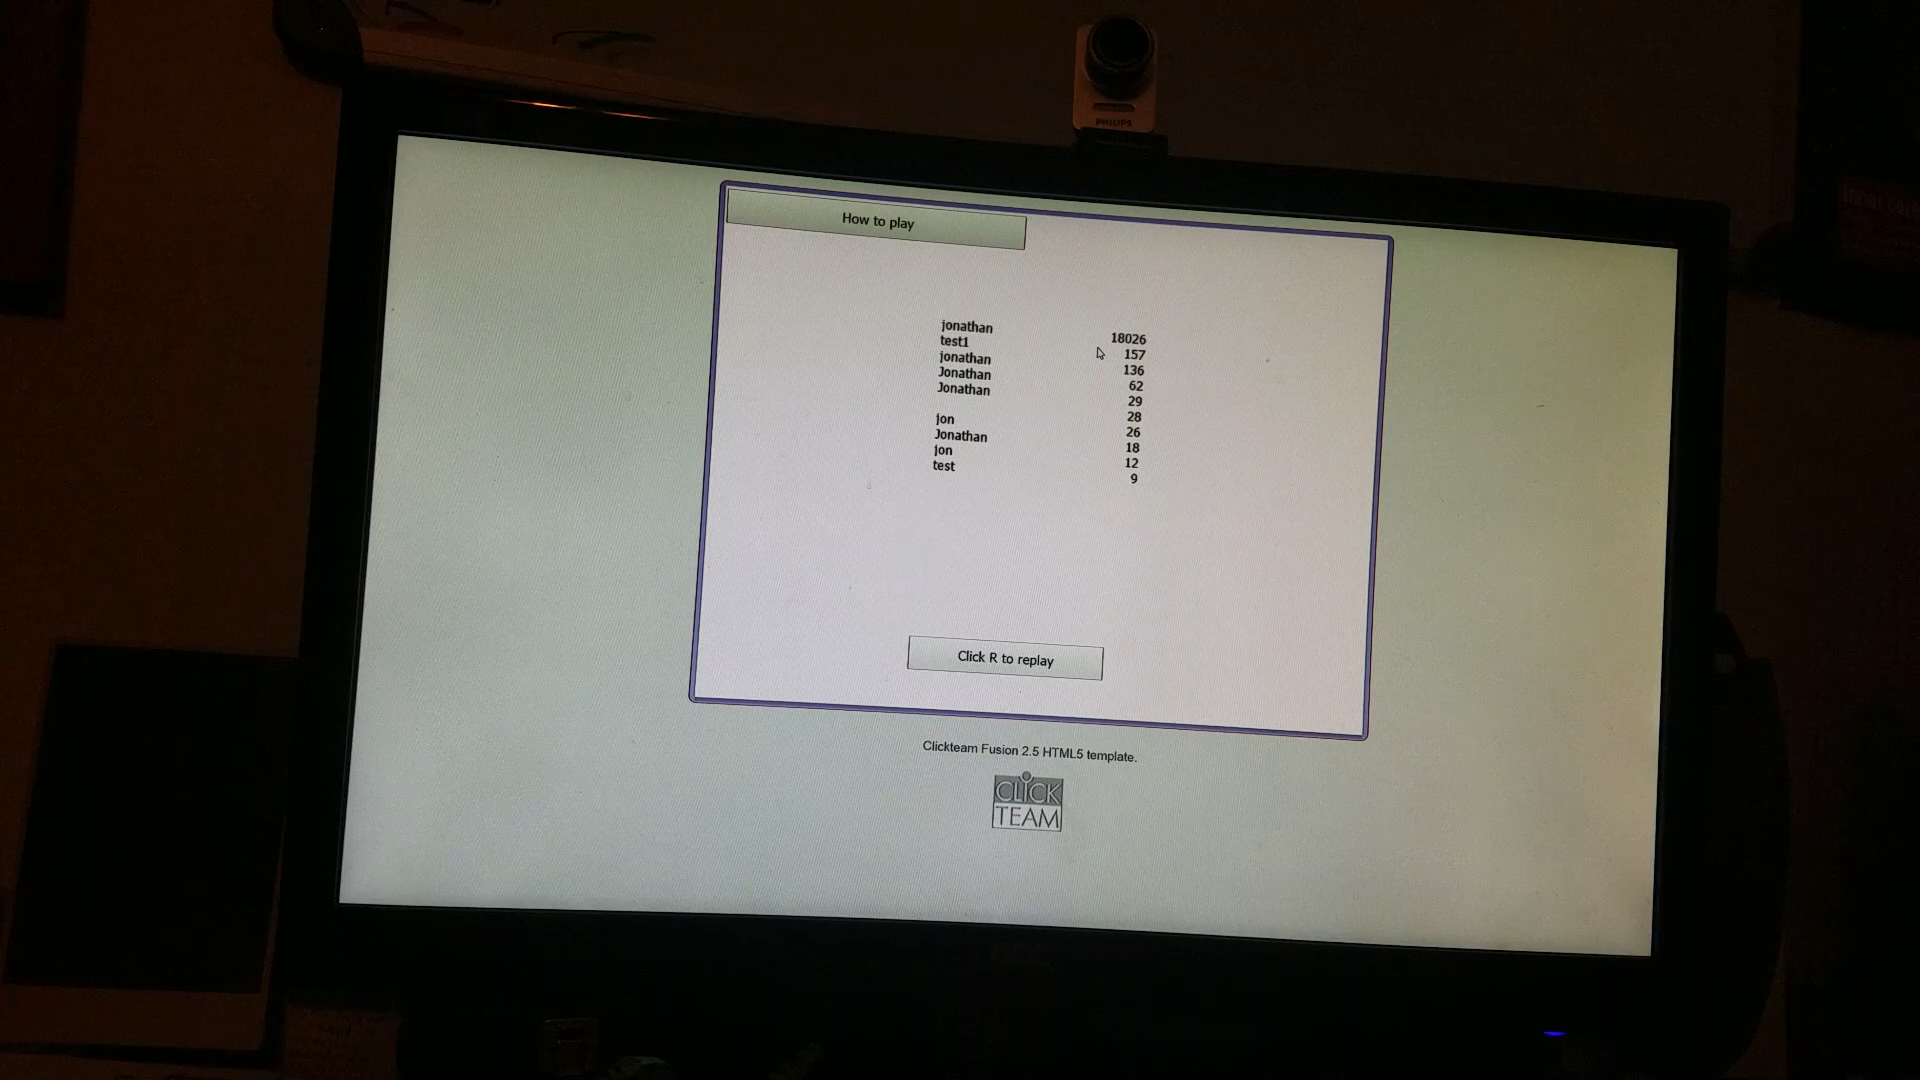 PHILIPS
How to play
jonathan 18026
test1 157
jonathan 136
Jonathan 62
Jonathan 29
28
jon 26
Jonathan 18
jon 12
test 9
Click R to replay
Clickteam Fusion 2.5 HTML5 template.
CLICK
TEAM